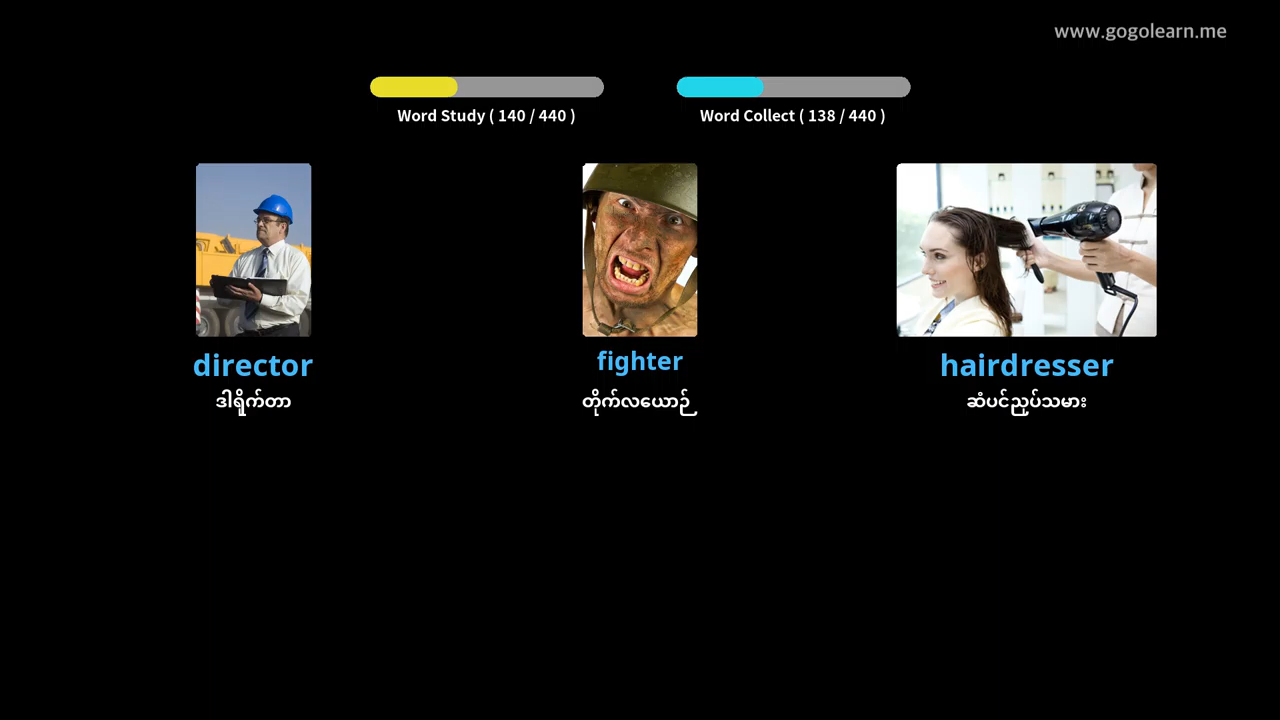 www.gogolearn.me
Word Study ( 140 / 440 )
Word Collect ( 138 / 440 )
director
fighter
hairdresser
ဒါရိုက်တာ
တိုက်လယောဉ်
ဆံပင်ညှပ်သမား